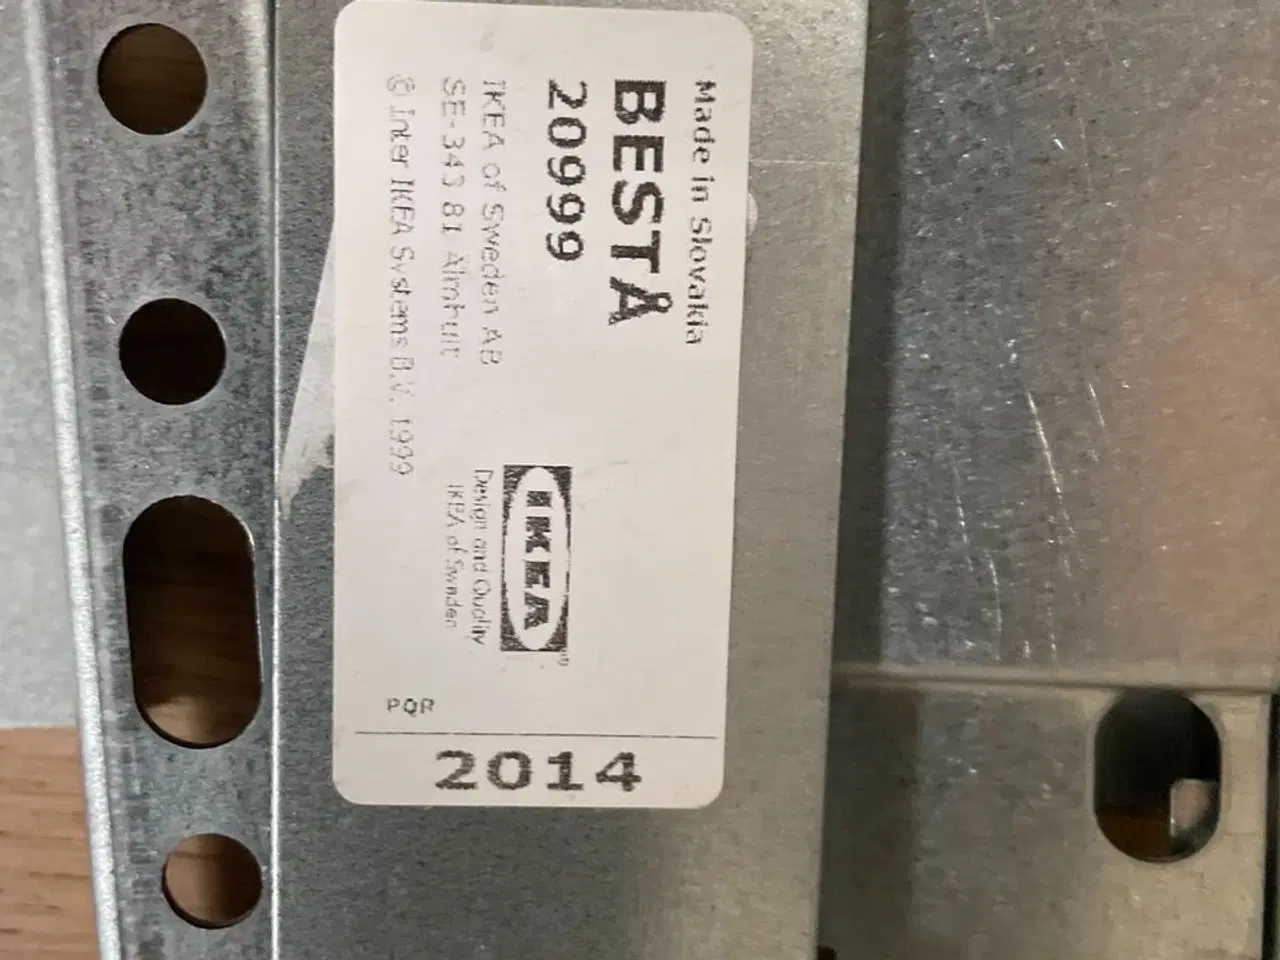 Made in Slovakia
BESTÅ
20999
IKEA of Sweden AB
SE-343 81 Älmhult
© Inter IKEA Systems B.V. 1999
IKEA®
Design and Quality
IKEA of Sweden
PQR
2014